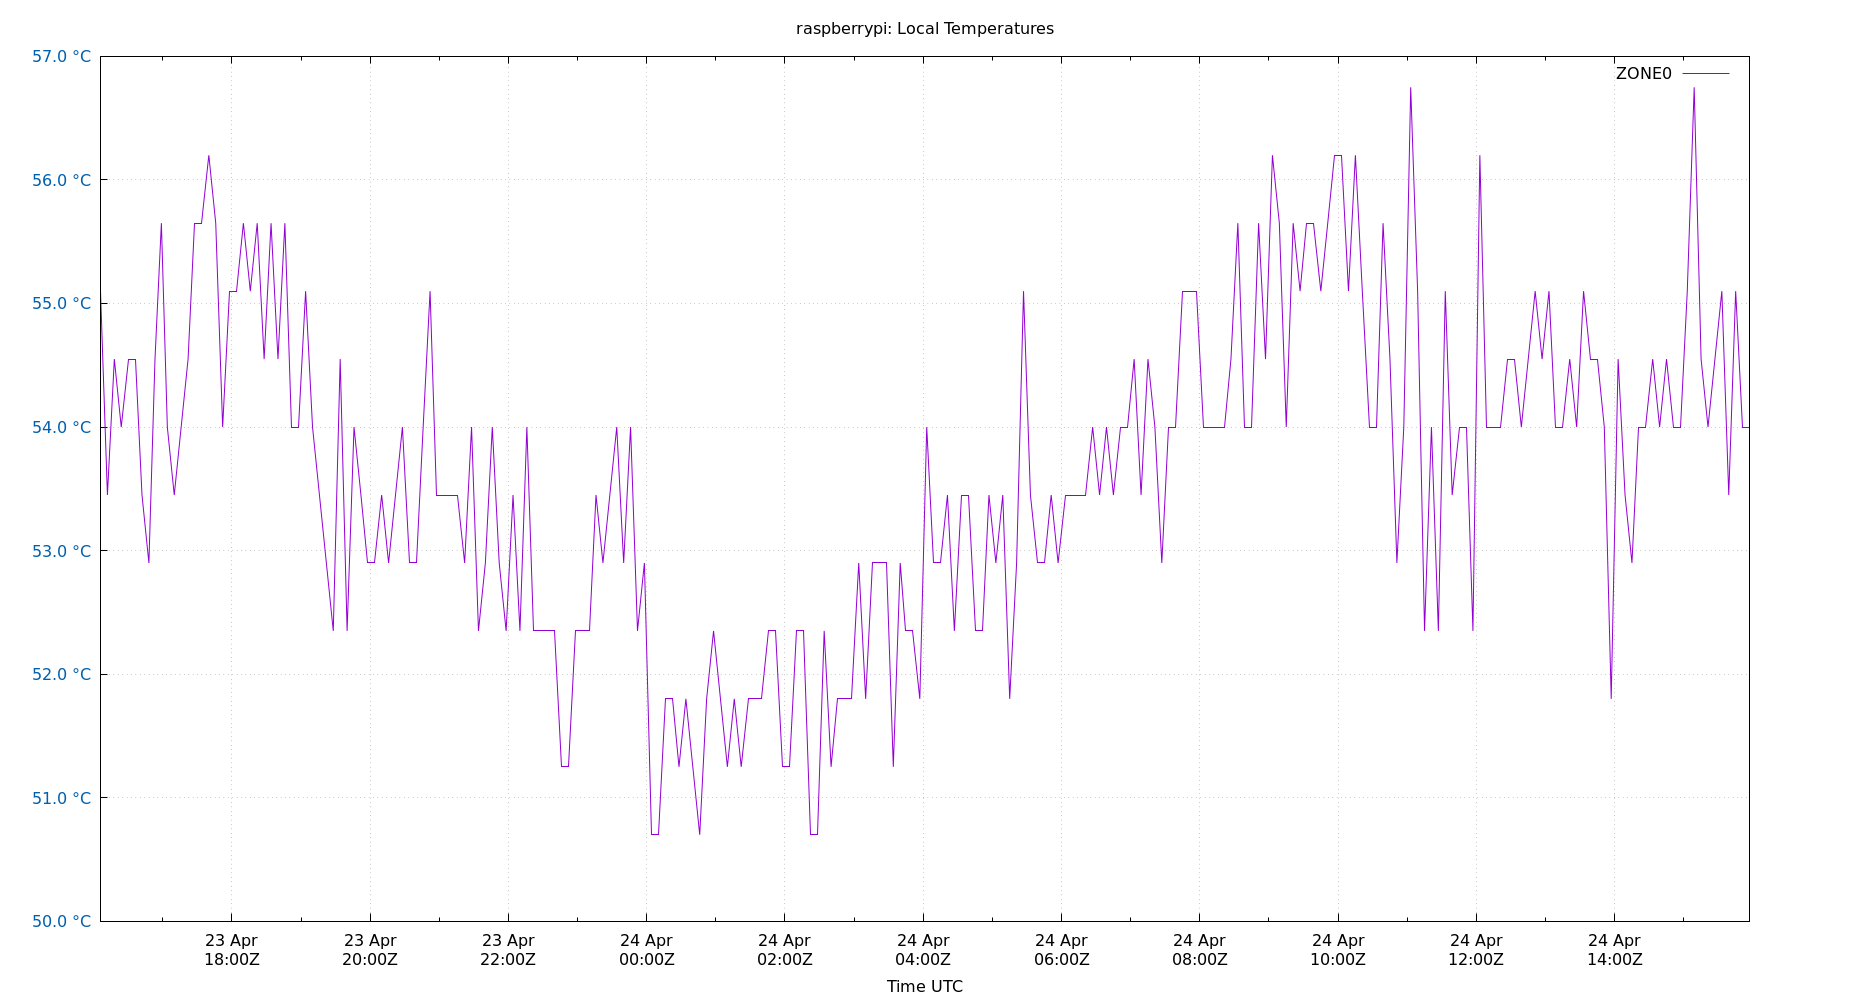 raspberrypi: Local Temperatures
57.0 °C
ZONE0
56.0 °C
55.0 °C
54.0 °C
53.0 °C
52.0 °C
51.0 °C
50.0 °C
23 Apr 23 Apr 23 Apr 24 Apr 24 Apr 24 Apr 24 Apr 24 Apr 24 Apr 24 Apr 24 Apr
18:00Z 20:00Z 22:00Z 00:00Z 02:00Z 04:00Z 06:00Z 08:00Z 10:00Z 12:00Z 14:00Z
Time UTC